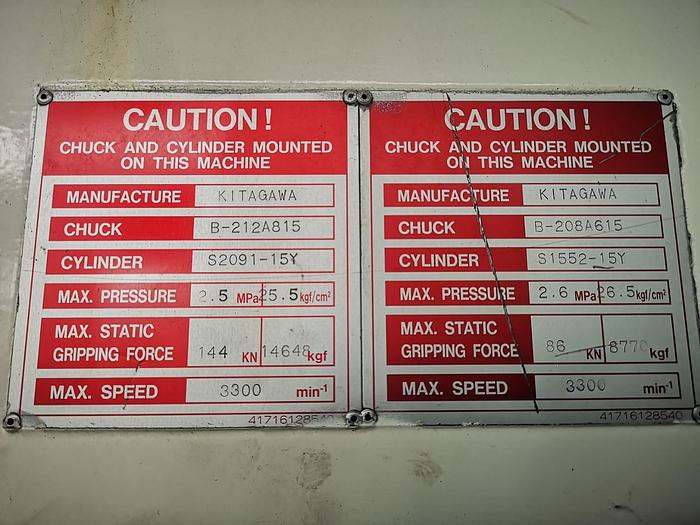 CAUTION!
CHUCK AND CYLINDER MOUNTED
ON THIS MACHINE
MANUFACTURE KITAGAWA
CHUCK B-212A815
CYLINDER S2091-15Y
MAX. PRESSURE 2.5 MPa 25.5 kgf/cm²
MAX. STATIC
GRIPPING FORCE 144 KN 14648 kgf
MAX. SPEED 3300 min-1
41716128540
CAUTION!
CHUCK AND CYLINDER MOUNTED
ON THIS MACHINE
MANUFACTURE KITAGAWA
CHUCK B-208A615
CYLINDER S1552-15Y
MAX. PRESSURE 2.6 MPa 26.5 kgf/cm²
MAX. STATIC
GRIPPING FORCE 86 KN 8770 kgf
MAX. SPEED 3300 min-1
41716128540